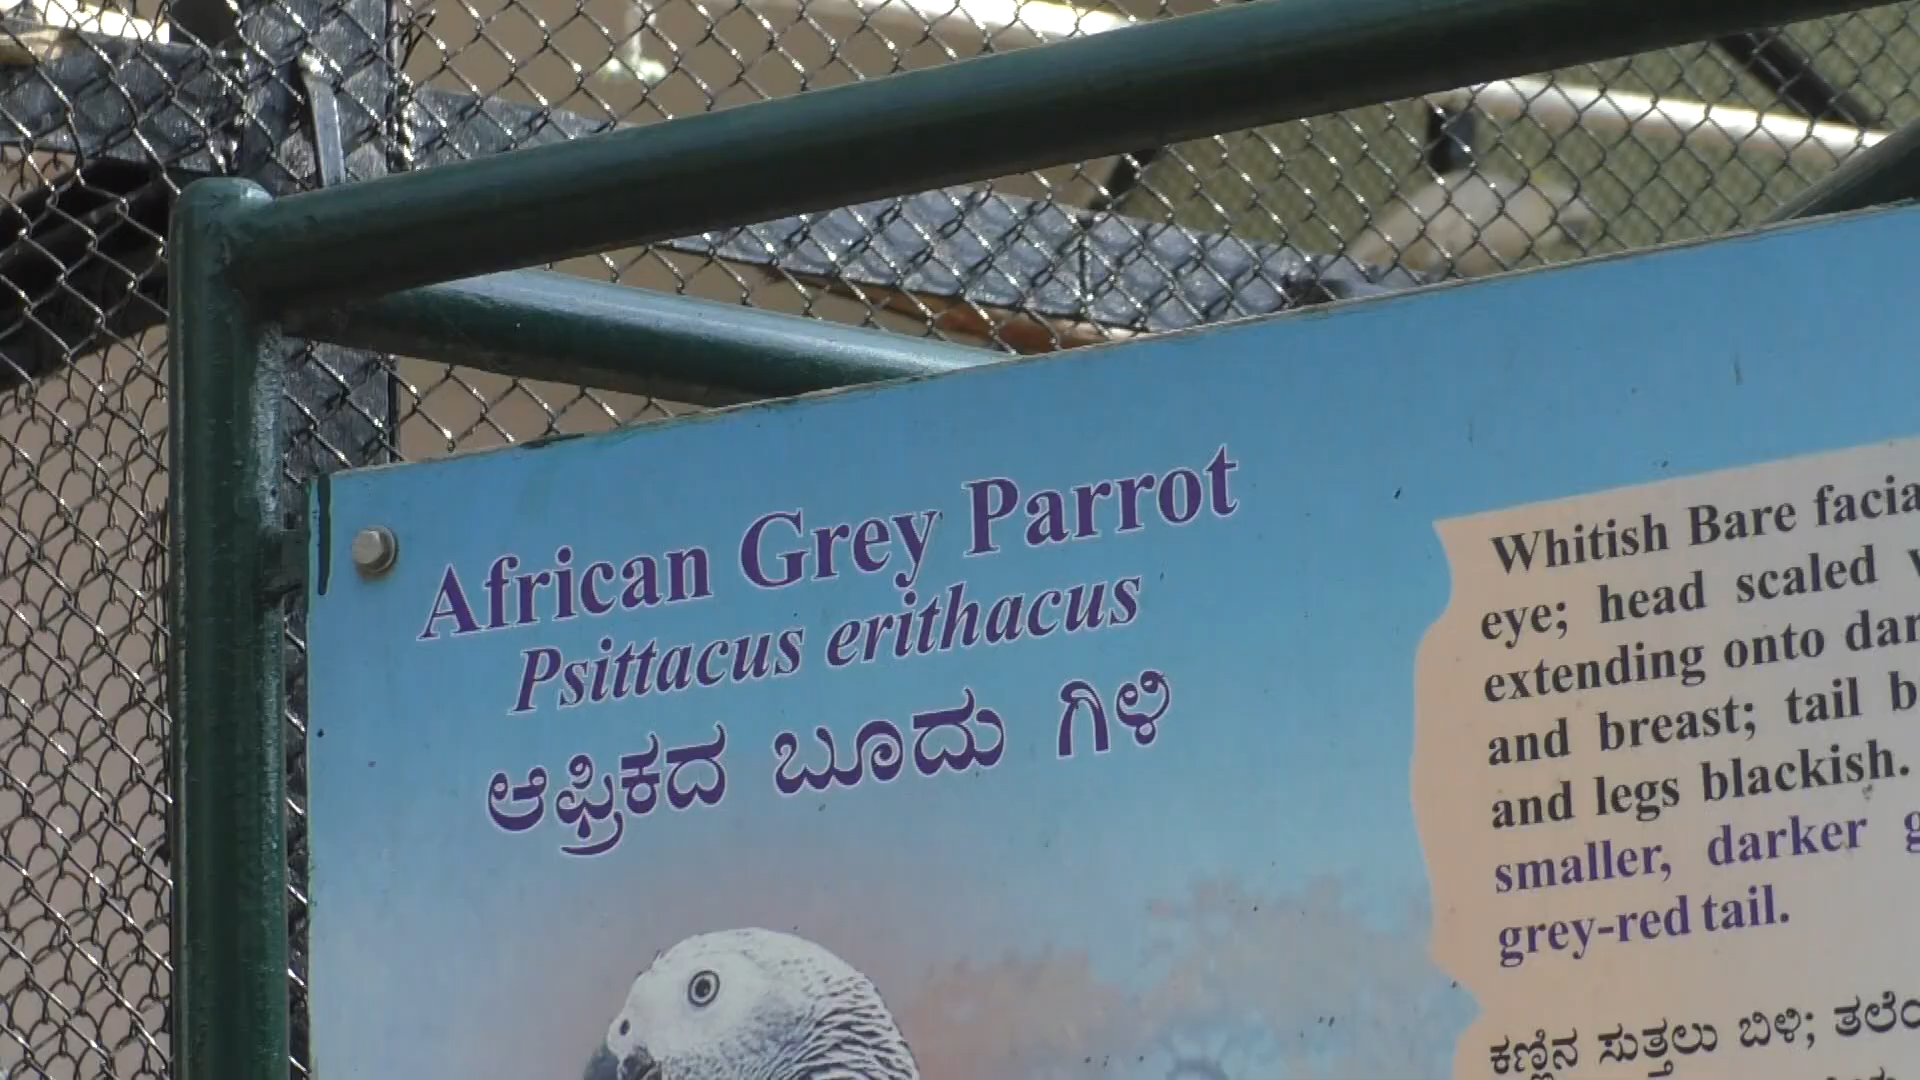 African Grey Parrot
Psittacus erithacus
ಆಫ್ರಿಕದ ಬೂದು ಗಿಳಿ
Whitish Bare facia
eye; head scaled
extending onto dar
and breast; tail b
and legs blackish.
smaller, darker g
grey-red tail.
ಕಣ್ಣಿನ ಸುತ್ತಲು ಬಿಳಿ;